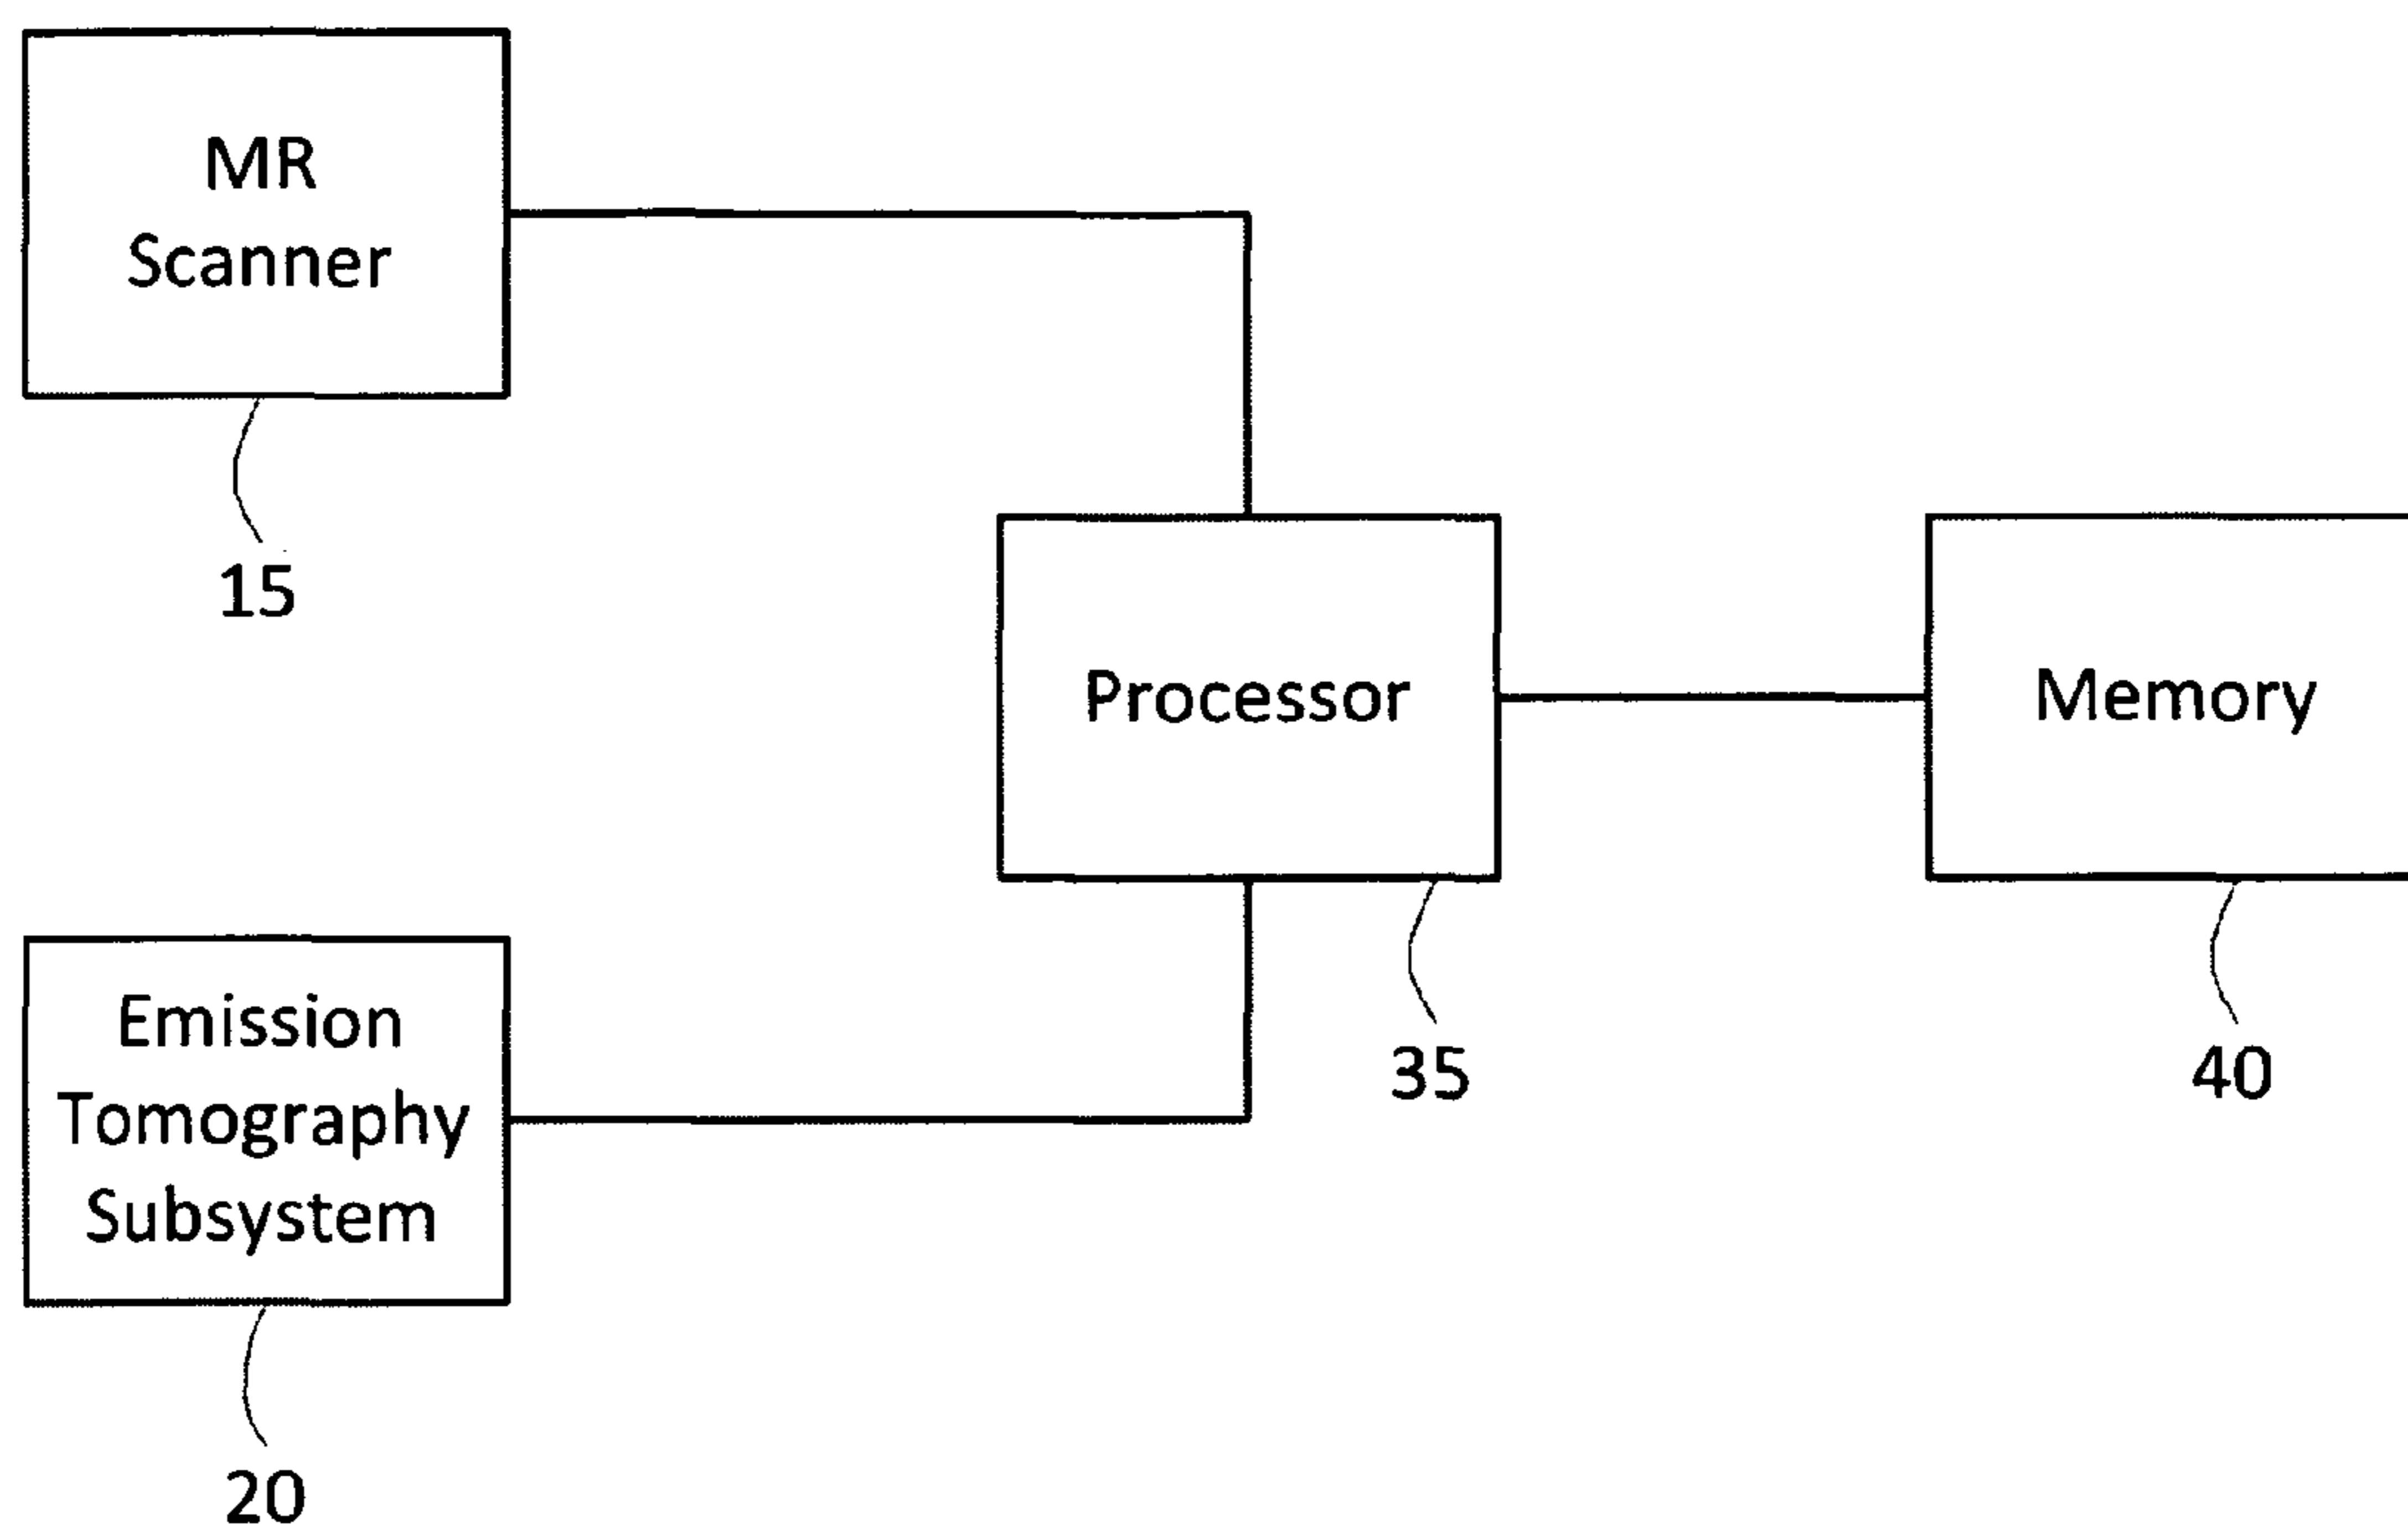 MR
Scanner
15
Processor
35
Memory
40
Emission
Tomography
Subsystem
20